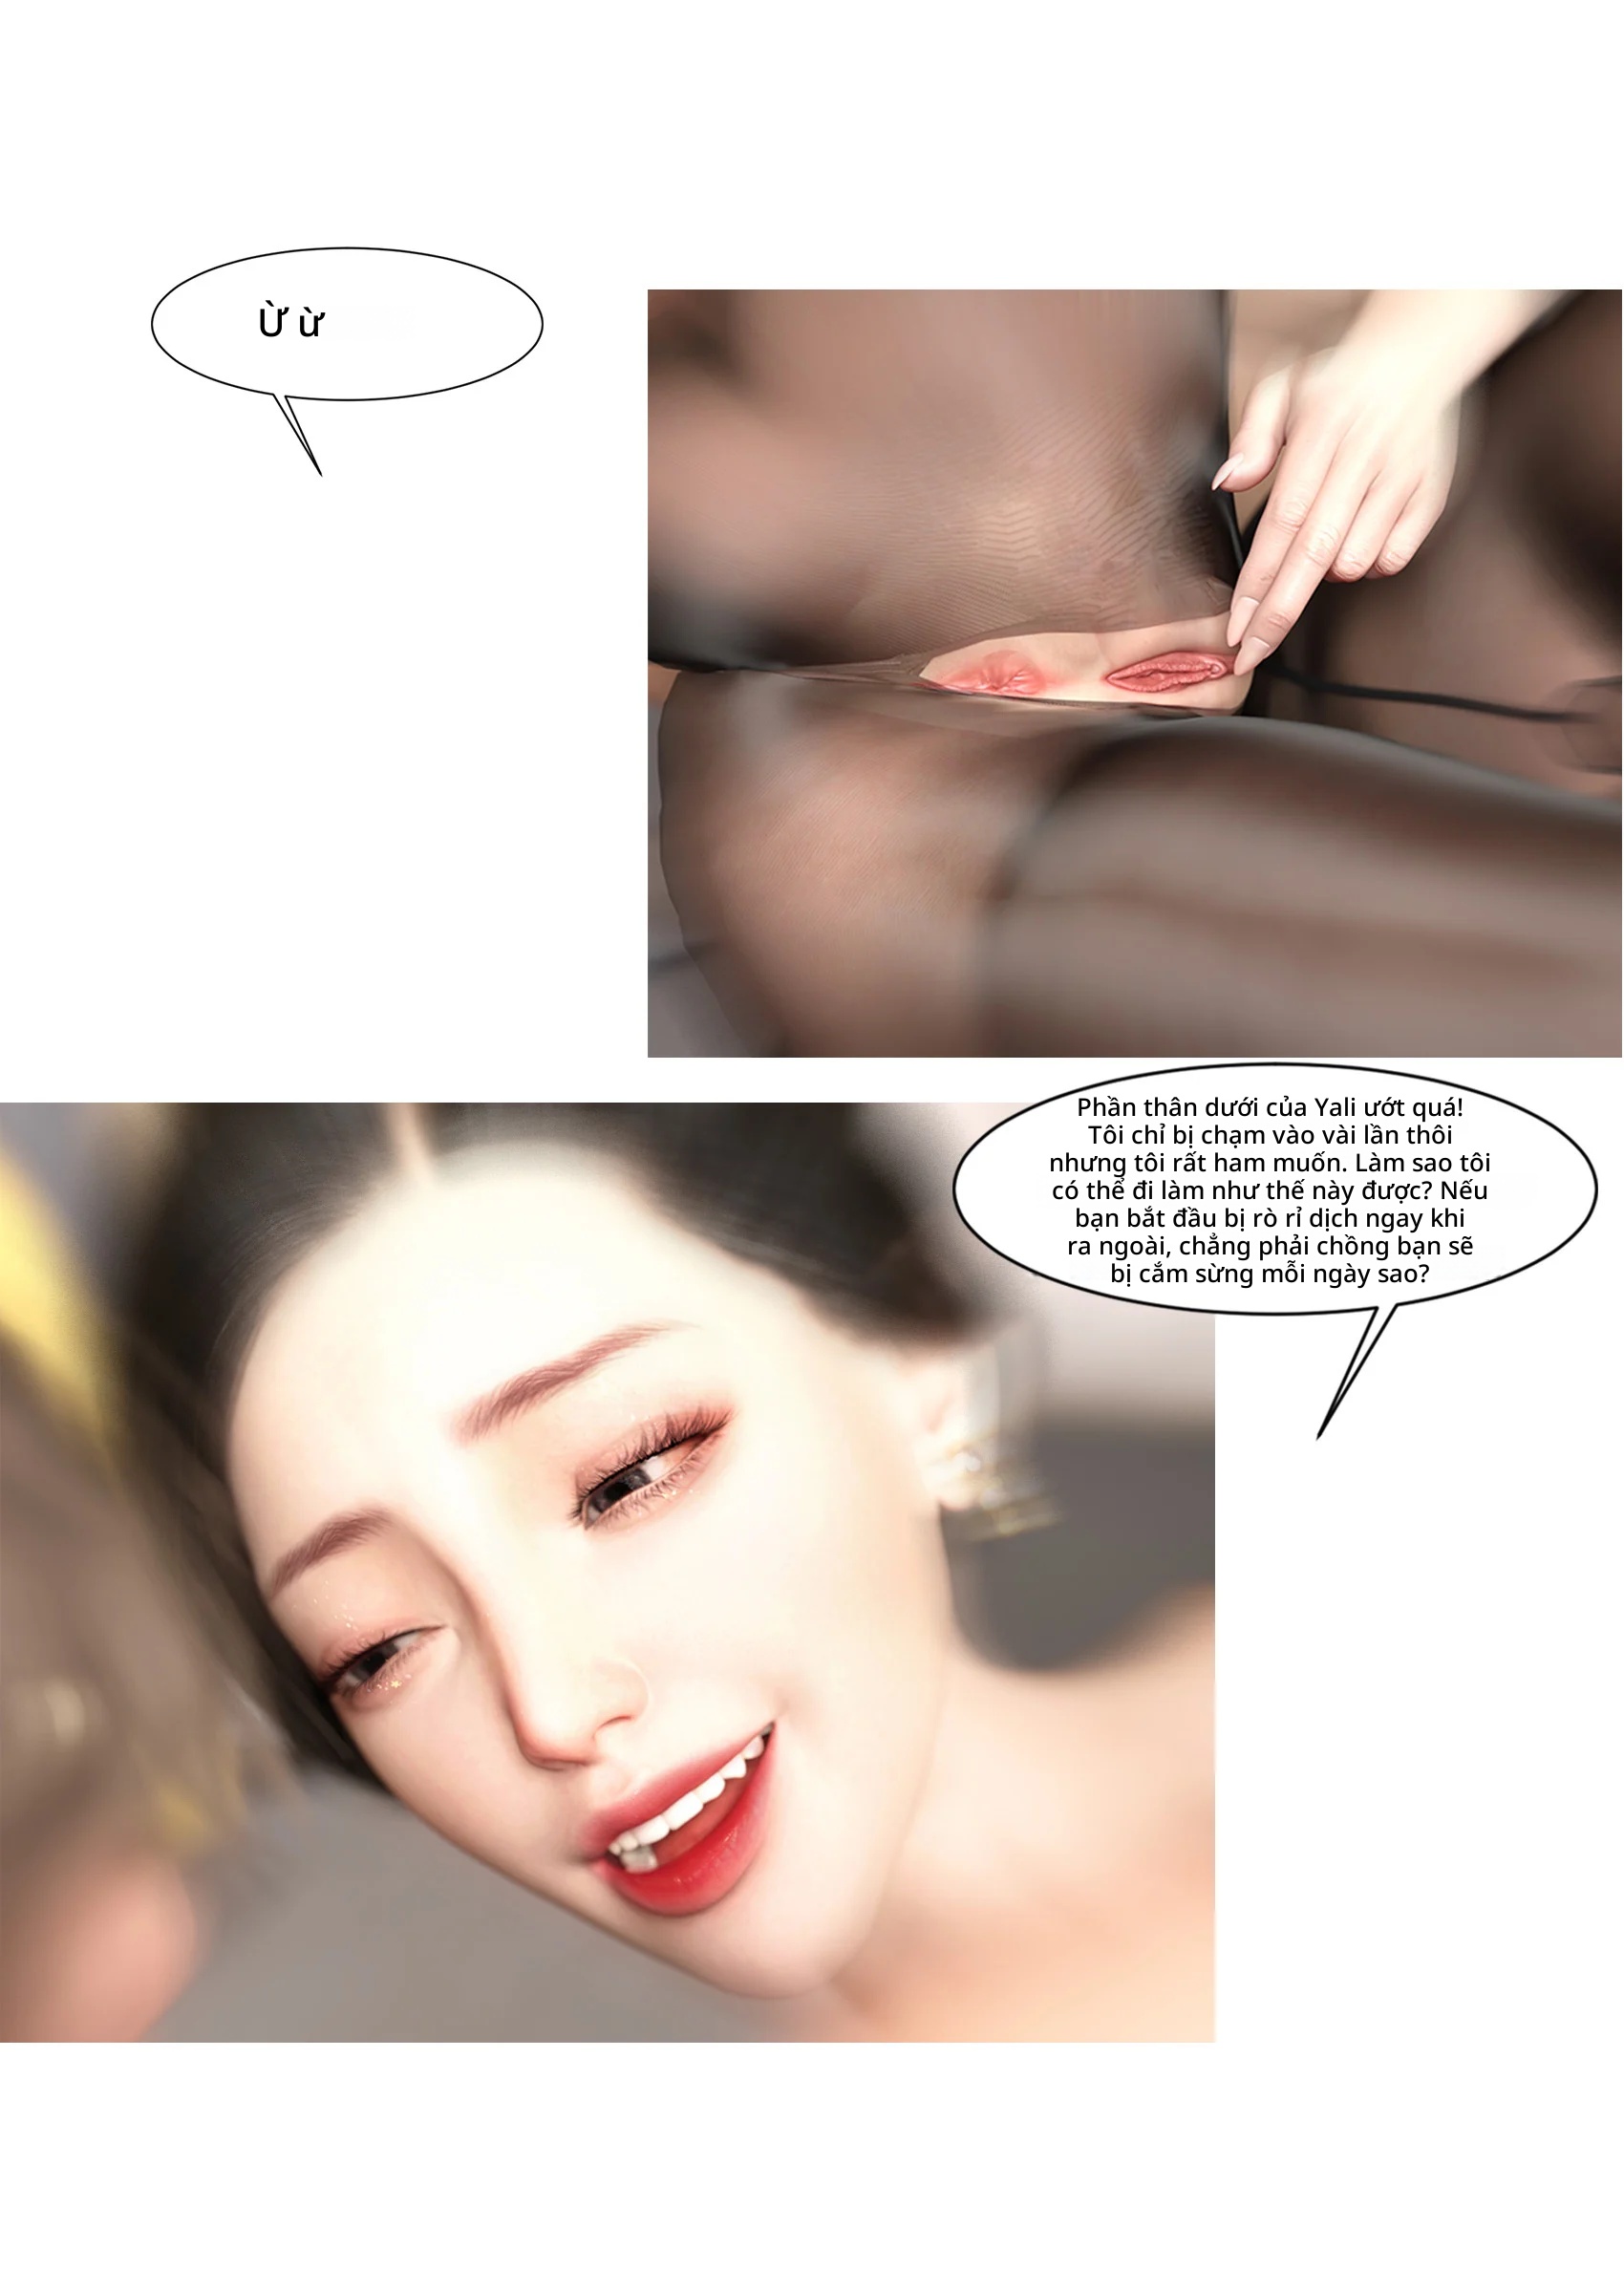 Ừ ừ
Phần thân dưới của Yali ướt quá!
Tôi chỉ bị chạm vào vài lần thôi
nhưng tôi rất ham muốn. Làm sao tôi
có thể đi làm như thế này được? Nếu
bạn bắt đầu bị rò rỉ dịch ngay khi
ra ngoài, chẳng phải chồng bạn sẽ
bị cắm sừng mỗi ngày sao?